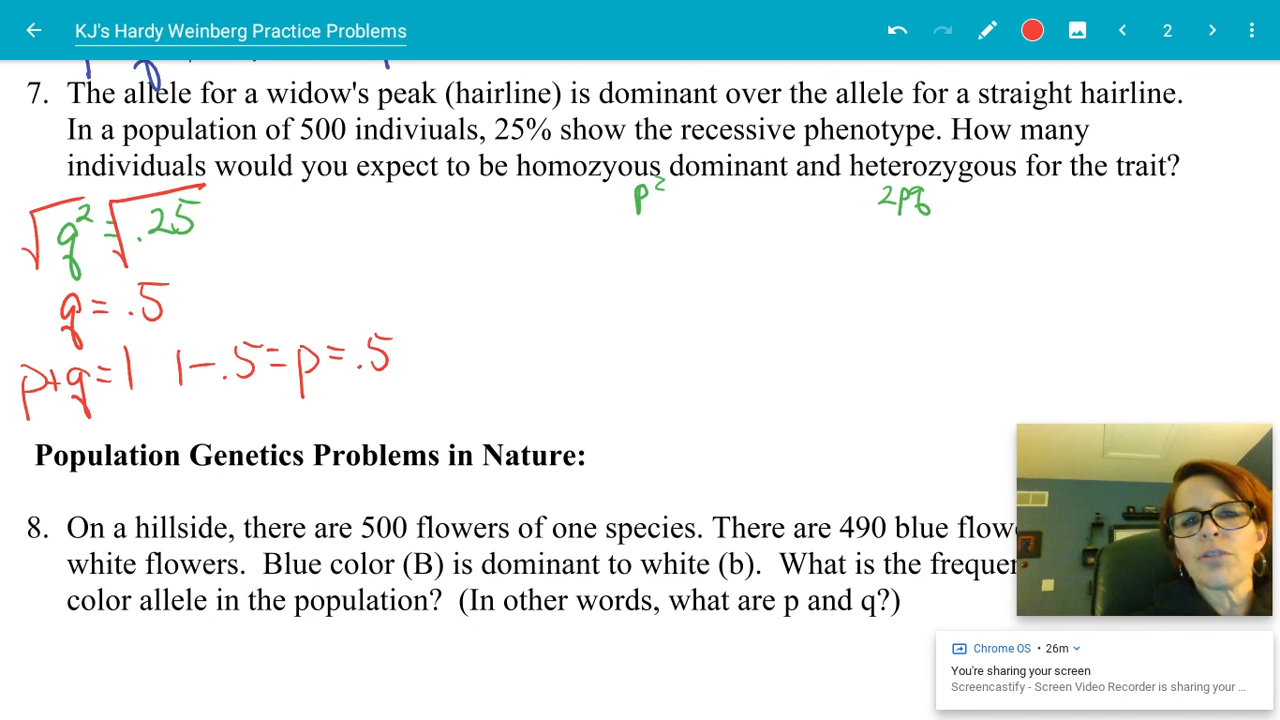 KJ's Hardy Weinberg Practice Problems
2
7. The allele for a widow's peak (hairline) is dominant over the allele for a straight hairline.
In a population of 500 indiviuals, 25% show the recessive phenotype. How many
individuals would you expect to be homozyous dominant and heterozygous for the trait?
p² 2pq
√q² = √.25
q = .5
p+q=1 1-.5=p=.5
Population Genetics Problems in Nature:
8. On a hillside, there are 500 flowers of one species. There are 490 blue
white flowers. Blue color (B) is dominant to white (b). What is the
color allele in the population? (In other words, what are p and q?)
Chrome OS • 26m
You're sharing your screen
Screencastify - Screen Video Recorder is sharing your ...